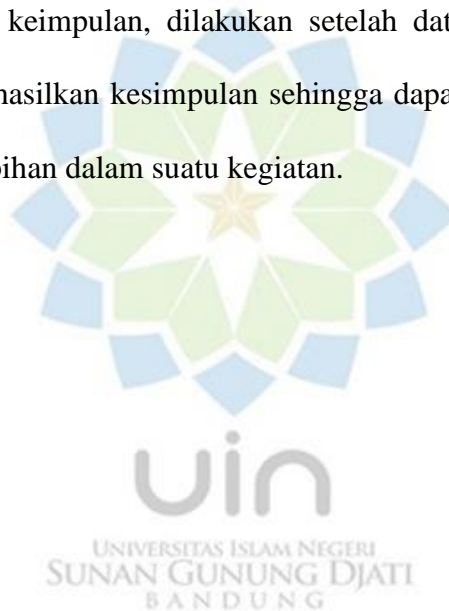 keimpulan, dilakukan setelah dat
hasilkan kesimpulan sehingga dapa
bihan dalam suatu kegiatan.
uin
UNIVERSITAS ISLAM NEGERI
SUNAN GUNUNG DJATI
BANDUNG